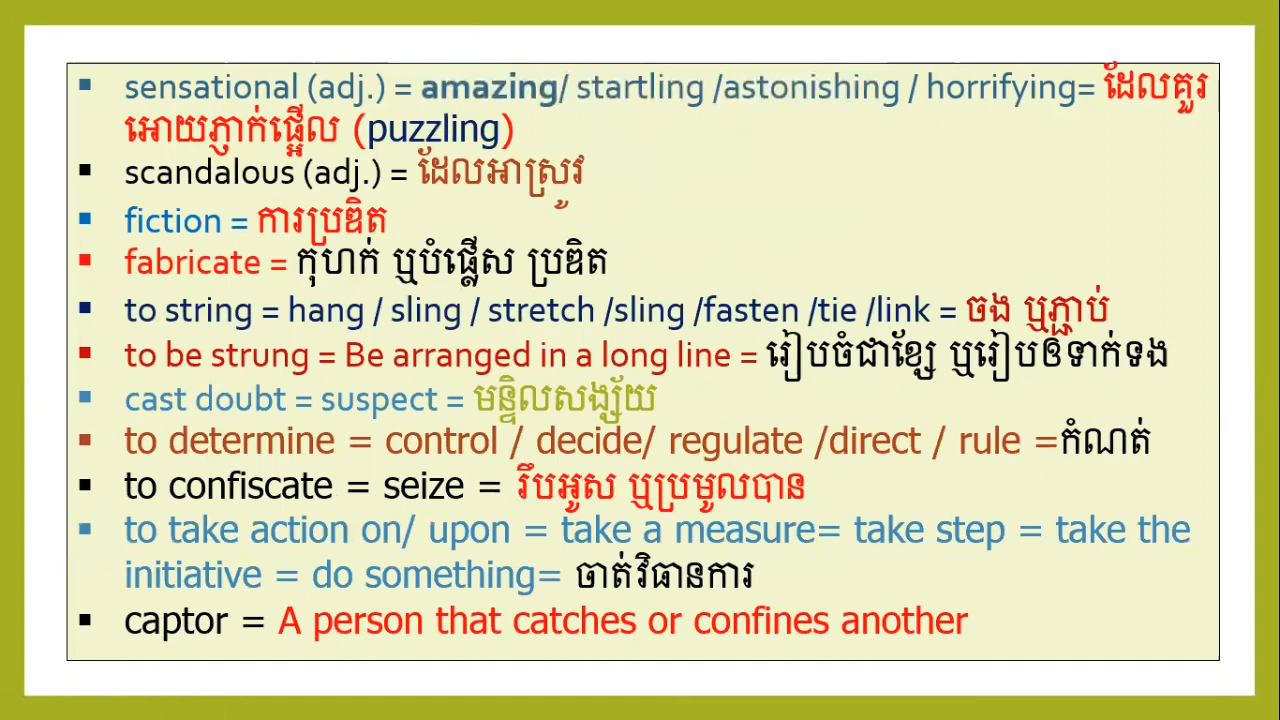 ▪ sensational (adj.) = amazing/ startling /astonishing / horrifying= ដែលគួរ
អោយភ្ញាក់ផ្អើល (puzzling)
▪ scandalous (adj.) = ដែលអាស្រូវ
▪ fiction = ការប្រឌិត
▪ fabricate = កុហក់ ឬបំផ្លើស ប្រឌិត
▪ to string = hang / sling / stretch /sling /fasten /tie /link = ចង ឬភ្ជាប់
▪ to be strung = Be arranged in a long line = រៀបចំជាខ្សែ ឬរៀបឲទាក់ទង
▪ cast doubt = suspect = មន្ទិលសង្ស័យ
▪ to determine = control / decide/ regulate /direct / rule =កំណត់
▪ to confiscate = seize = រឹបអូស ឬប្រមូលបាន
▪ to take action on/ upon = take a measure= take step = take the
initiative = do something= ចាត់វិធានការ
▪ captor = A person that catches or confines another